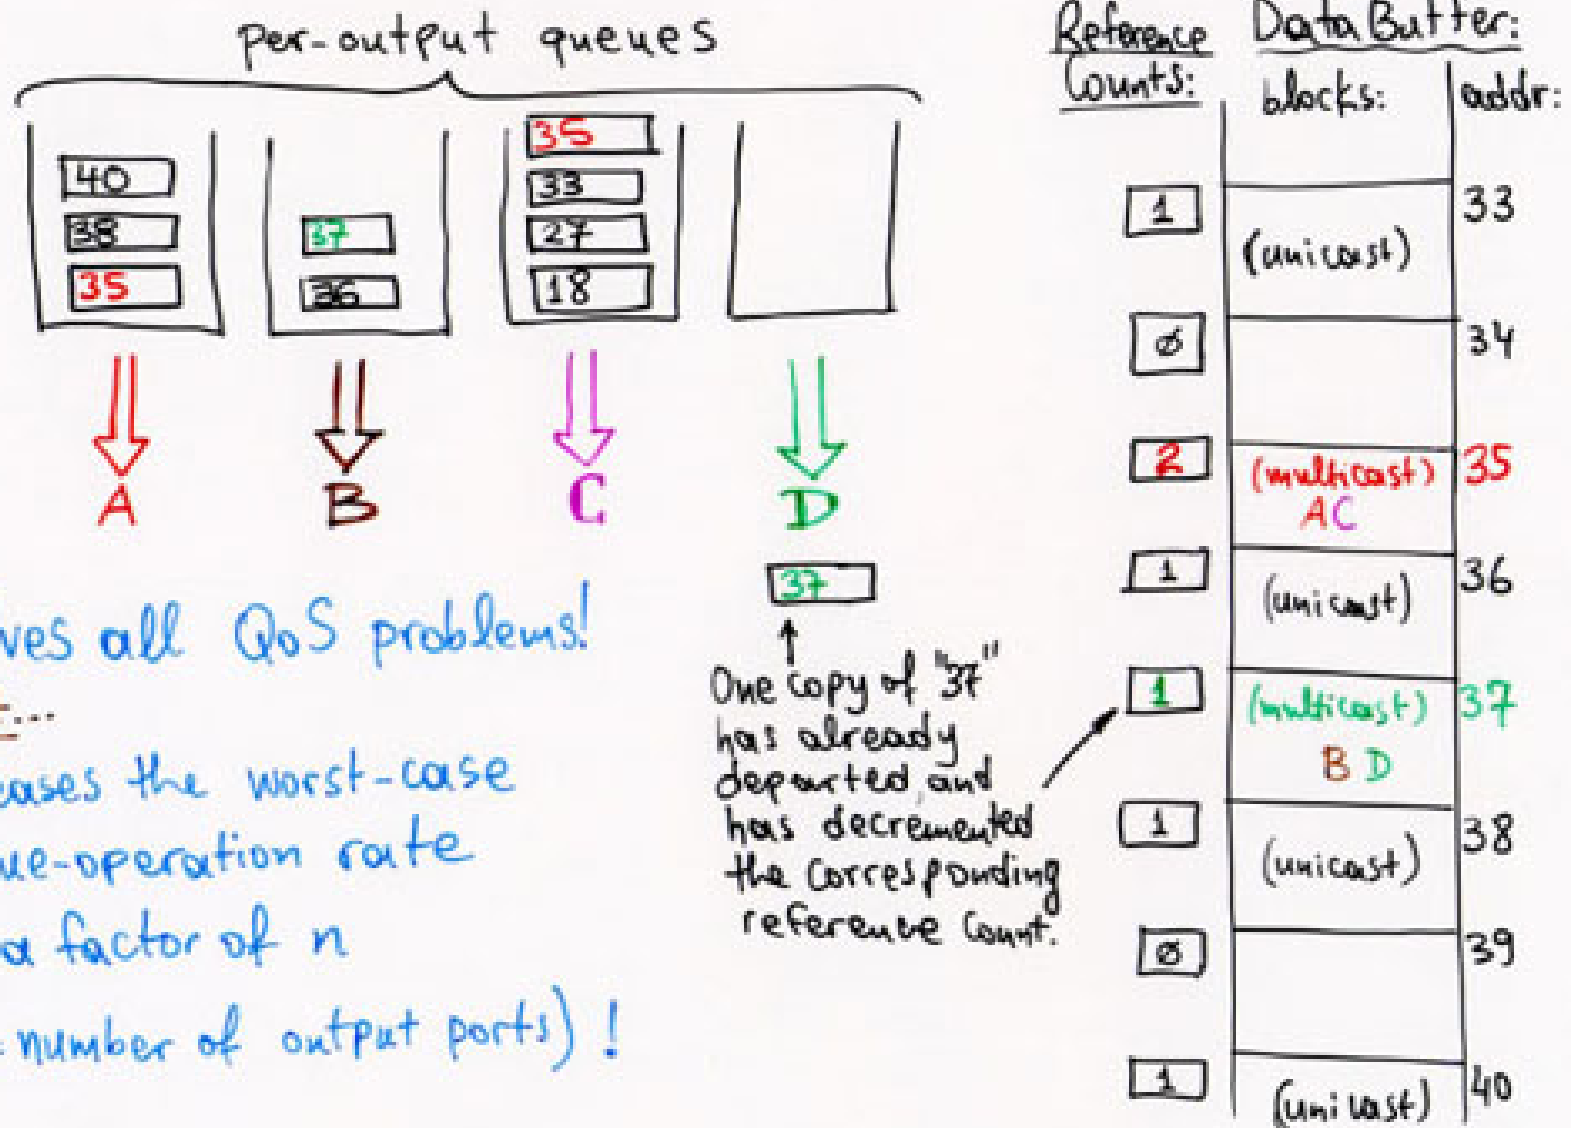 per-output queues
40
38
35
37
36
35
33
27
18
A
B
C
D
37
One copy of "37"
has already
departed, and
has decremented
the corresponding
reference count.
ves all QoS problems!
eases the worst-case
ue-operation rate
a factor of n
= number of output ports) !
Reference
Counts:
Data Buffer:
blocks:
addr:
1
(unicast)
33
0
34
2
(multicast)
35
AC
1
(unicast)
36
1
(multicast)
37
B D
1
(unicast)
38
0
39
1
(unicast)
40